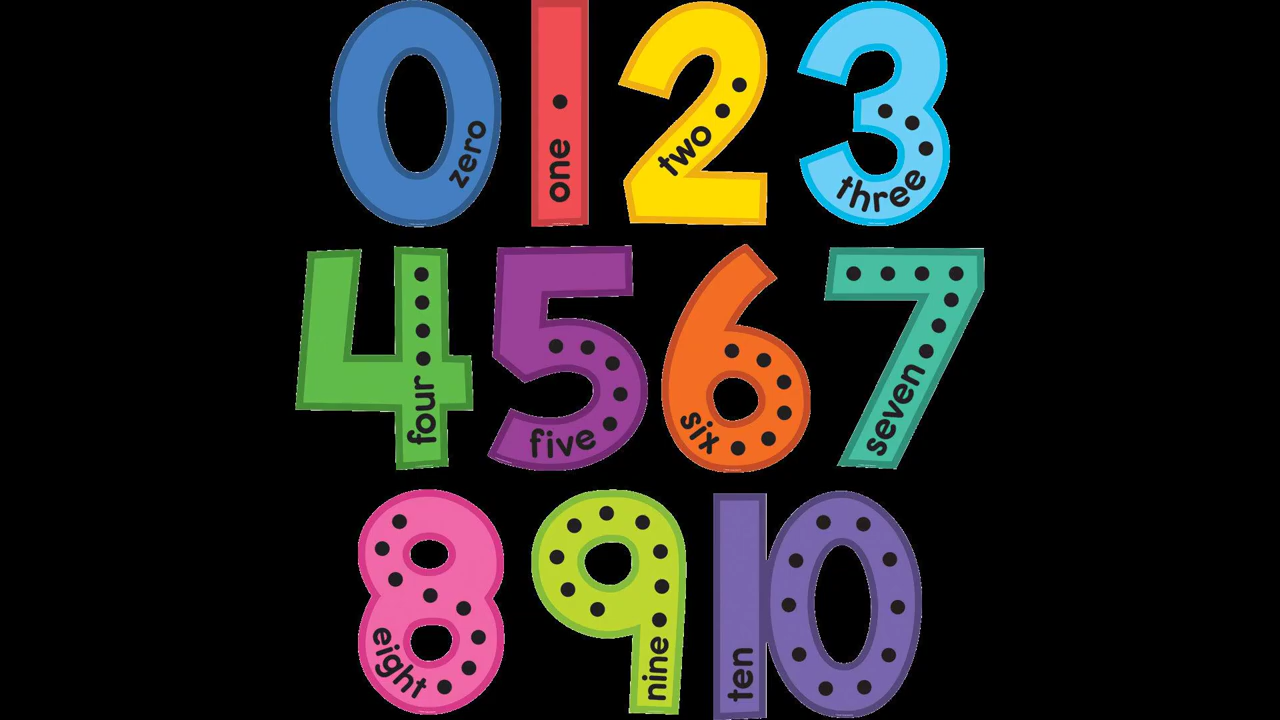 0 zero 1 one 2 two 3 three
4 four 5 five 6 six 7 seven
8 eight 9 nine 10 ten